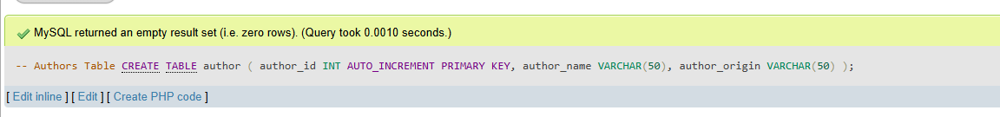 MySQL returned an empty result set (i.e. zero rows). (Query took 0.0010 seconds.)
-- Authors Table CREATE TABLE author ( author_id INT AUTO_INCREMENT PRIMARY KEY, author_name VARCHAR(50), author_origin VARCHAR(50) );
[ Edit inline ] [ Edit ] [ Create PHP code ]